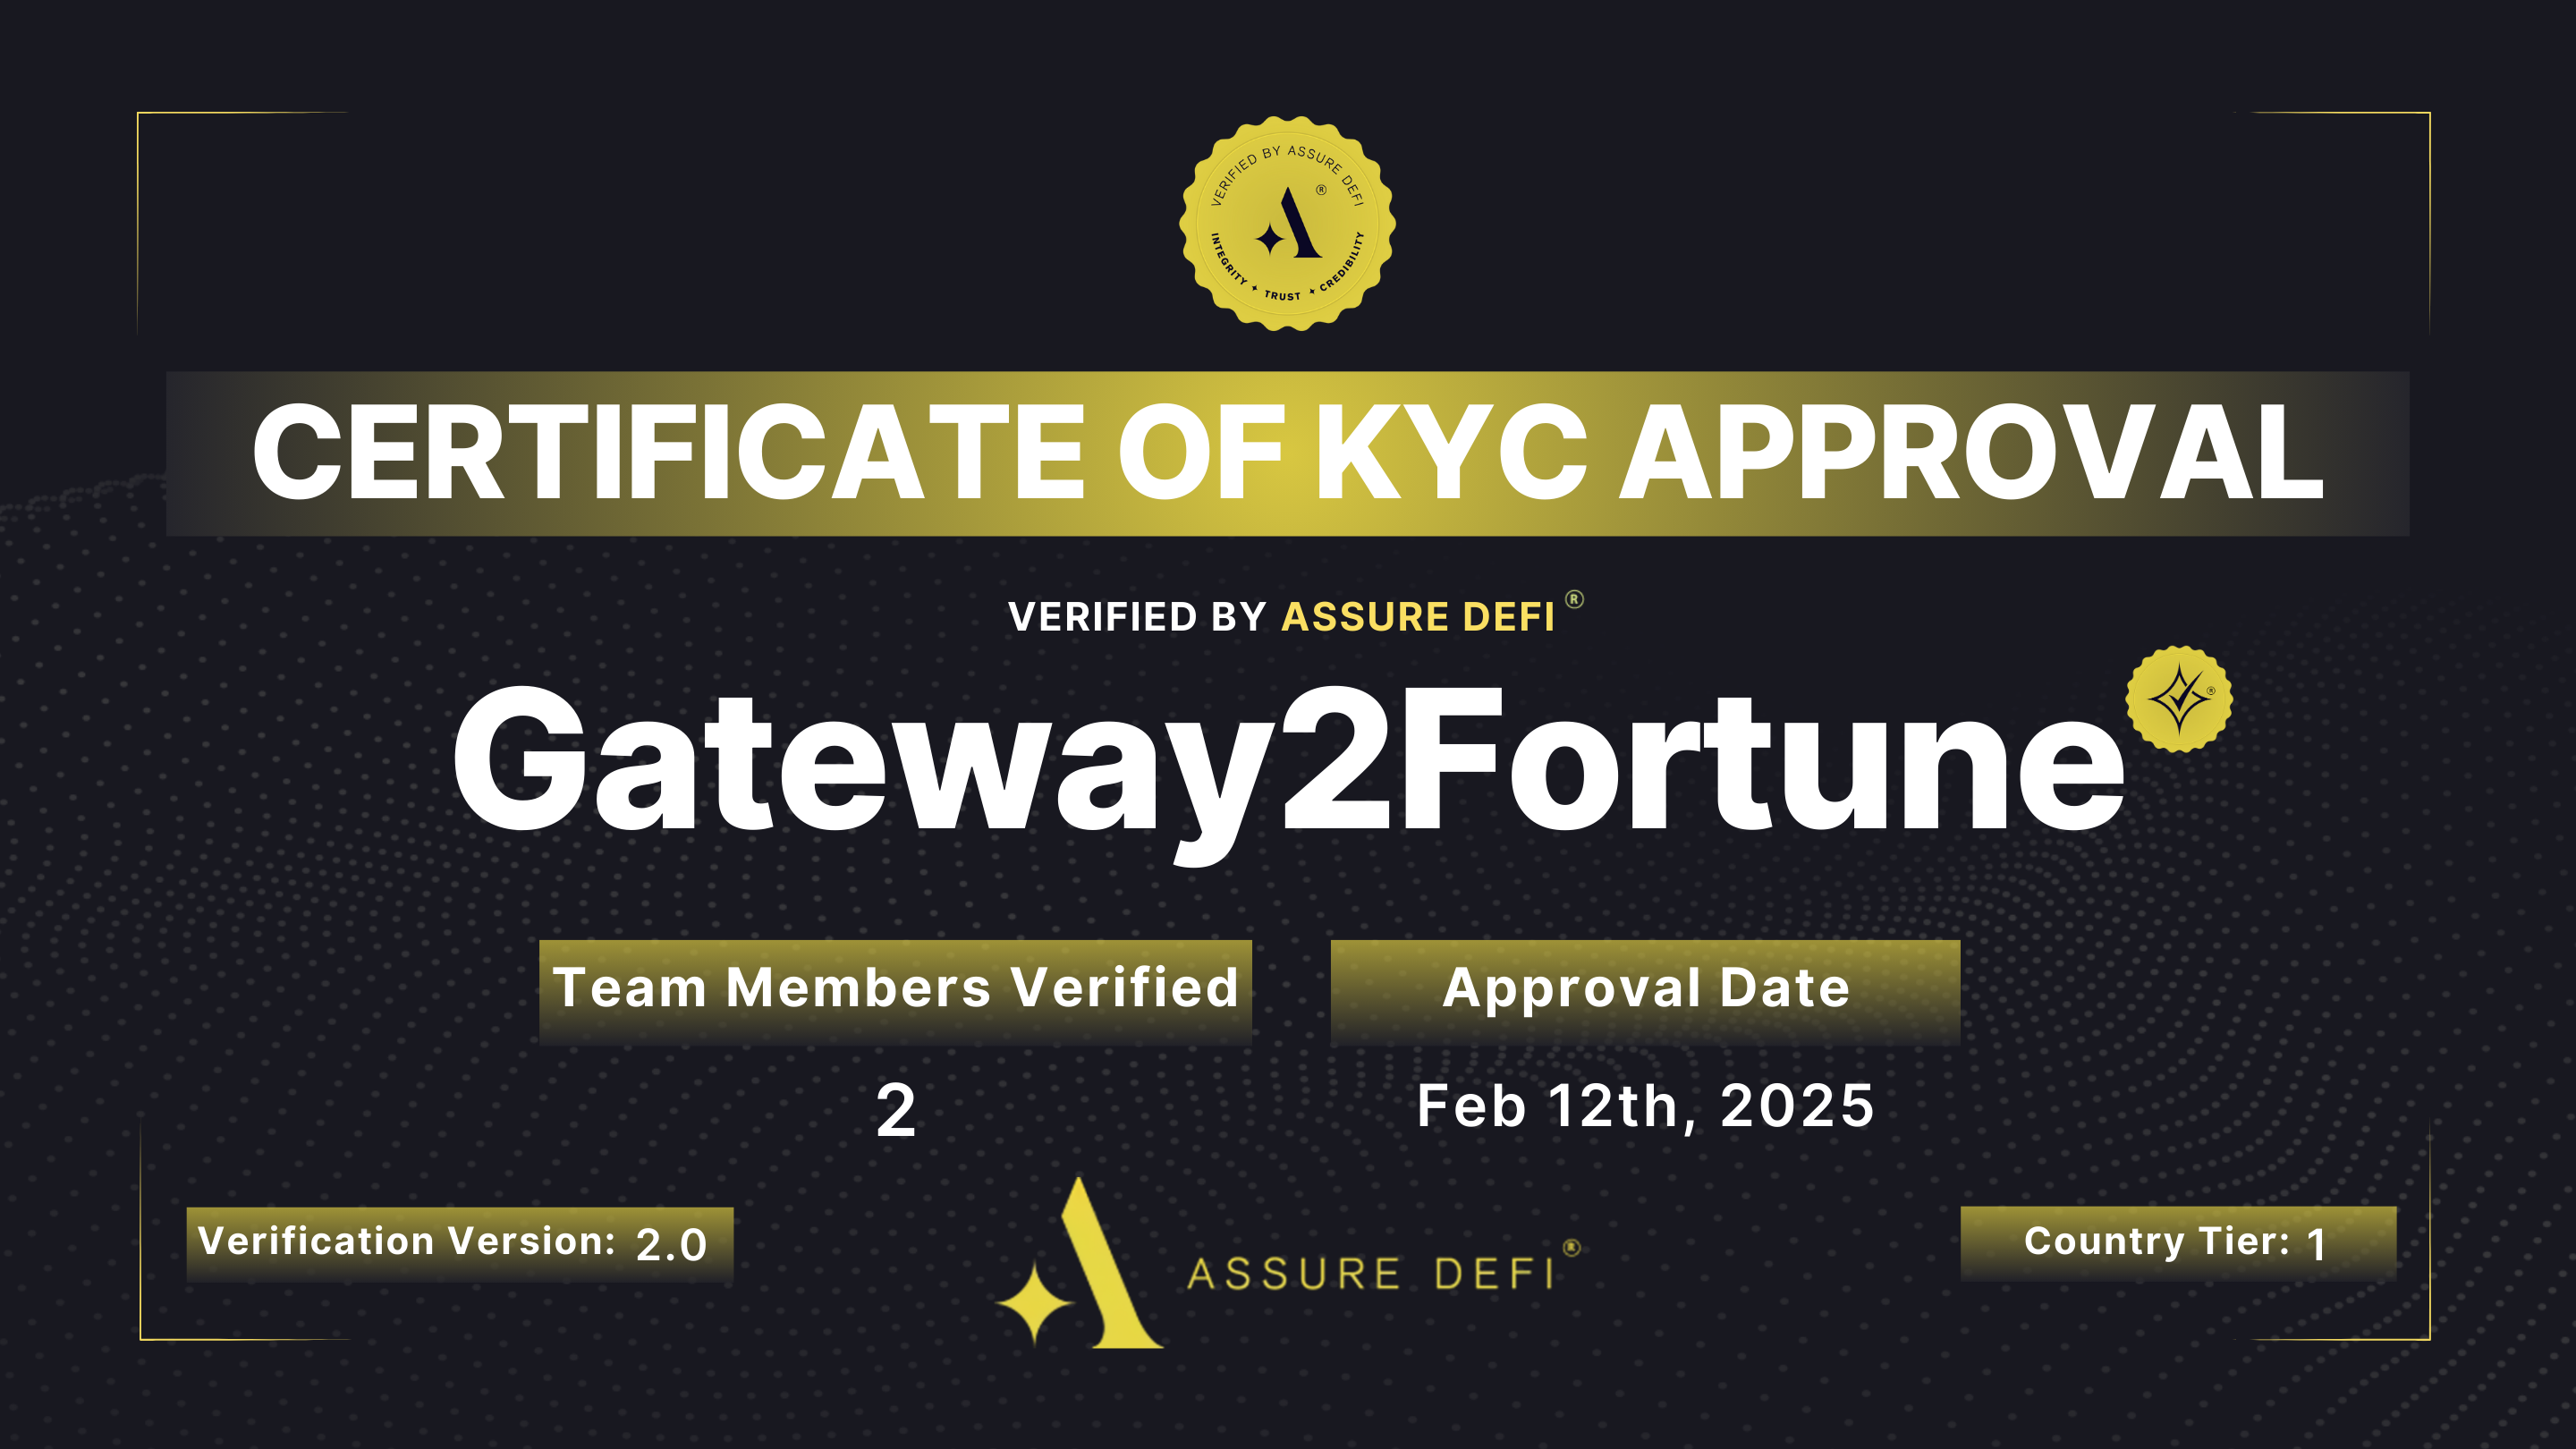 VERIFIED BY ASSURE DEFI
A ®
INTEGRITY ✦ TRUST ✦ CREDIBILITY
CERTIFICATE OF KYC APPROVAL
VERIFIED BY ASSURE DEFI ®
Gateway2Fortune
®
Team Members Verified
2
Approval Date
Feb 12th, 2025
Verification Version: 2.0
ASSURE DEFI ®
Country Tier: 1